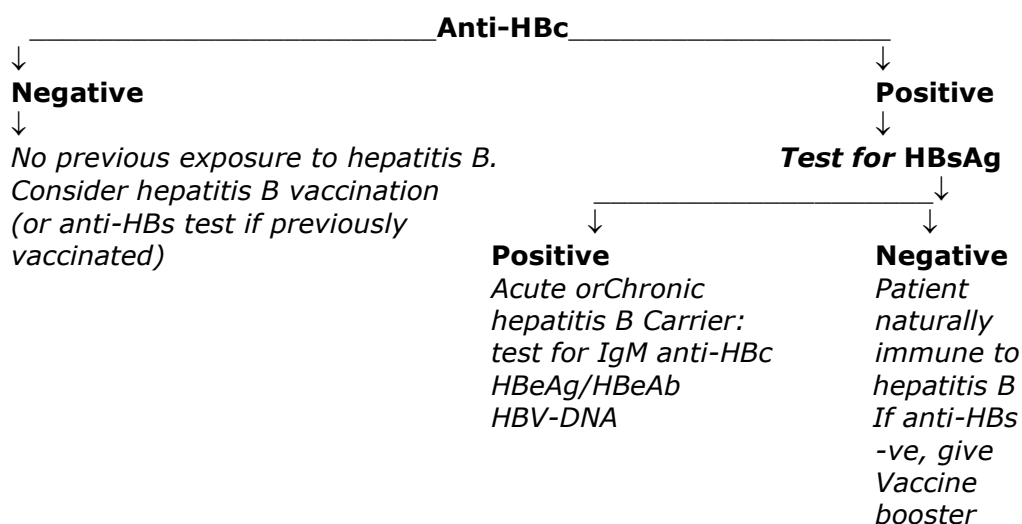 Anti-HBc
Negative
Positive
No previous exposure to hepatitis B.
Consider hepatitis B vaccination
(or anti-HBs test if previously
vaccinated)
Test for HBsAg
Positive
Acute orChronic
hepatitis B Carrier:
test for IgM anti-HBc
HBeAg/HBeAb
HBV-DNA
Negative
Patient
naturally
immune to
hepatitis B
If anti-HBs
-ve, give
Vaccine
booster